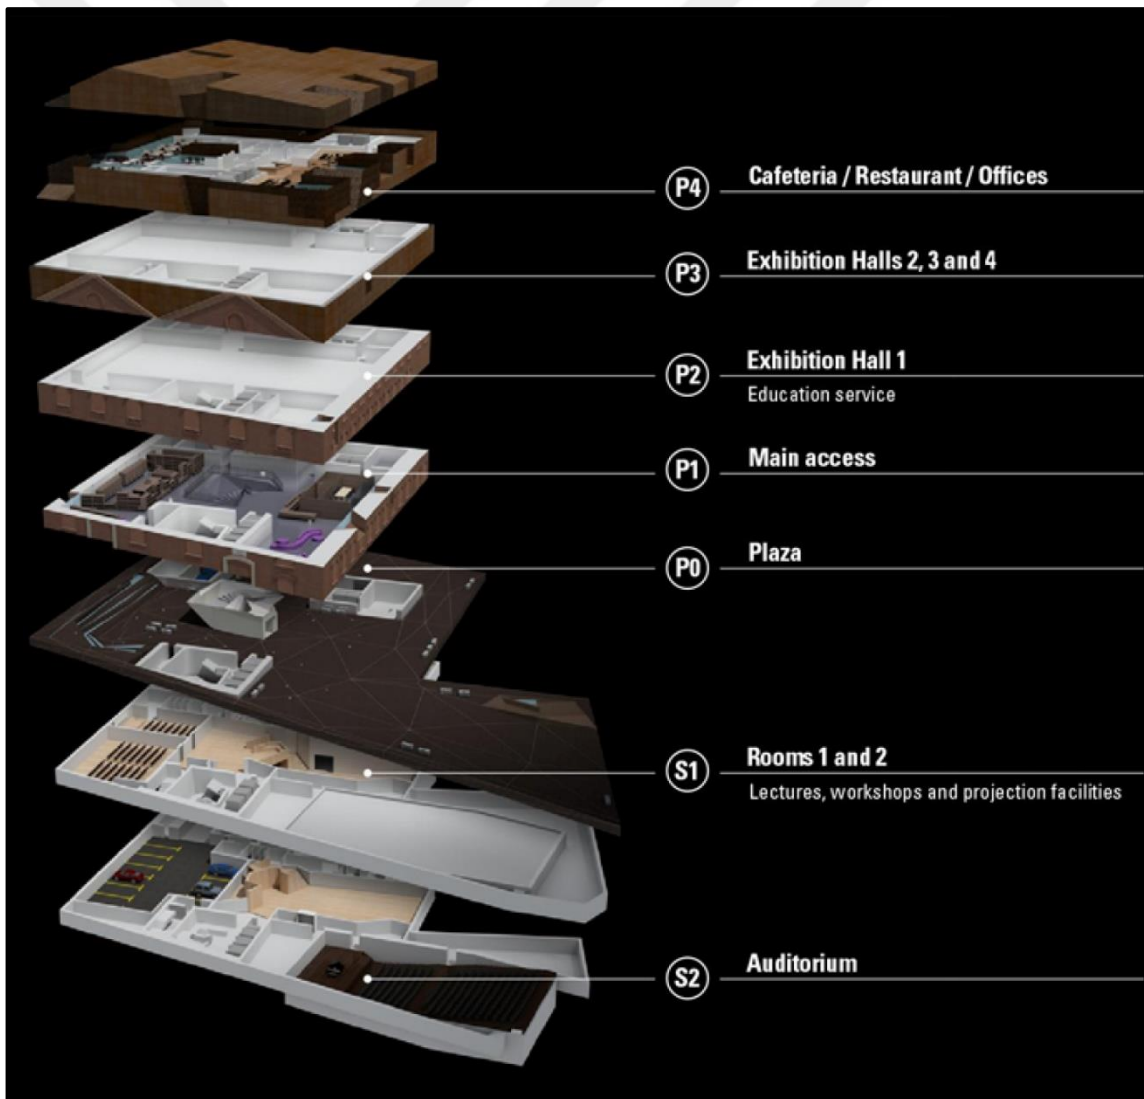 P4 Cafeteria / Restaurant / Offices
P3 Exhibition Halls 2, 3 and 4
P2 Exhibition Hall 1
Education service
P1 Main access
P0 Plaza
S1 Rooms 1 and 2
Lectures, workshops and projection facilities
S2 Auditorium